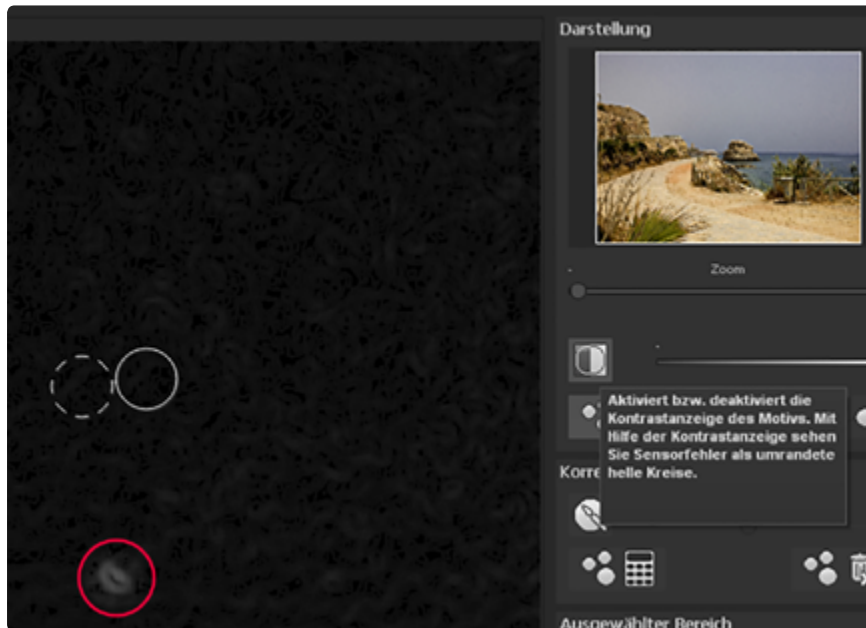 Darstellung
Zoom
Aktiviert bzw. deaktiviert die
Kontrastanzeige des Motivs. Mit
Hilfe der Kontrastanzeige sehen
Sie Sensorfehler als umrandete
helle Kreise.
Korre
Ausgewählter Bereich